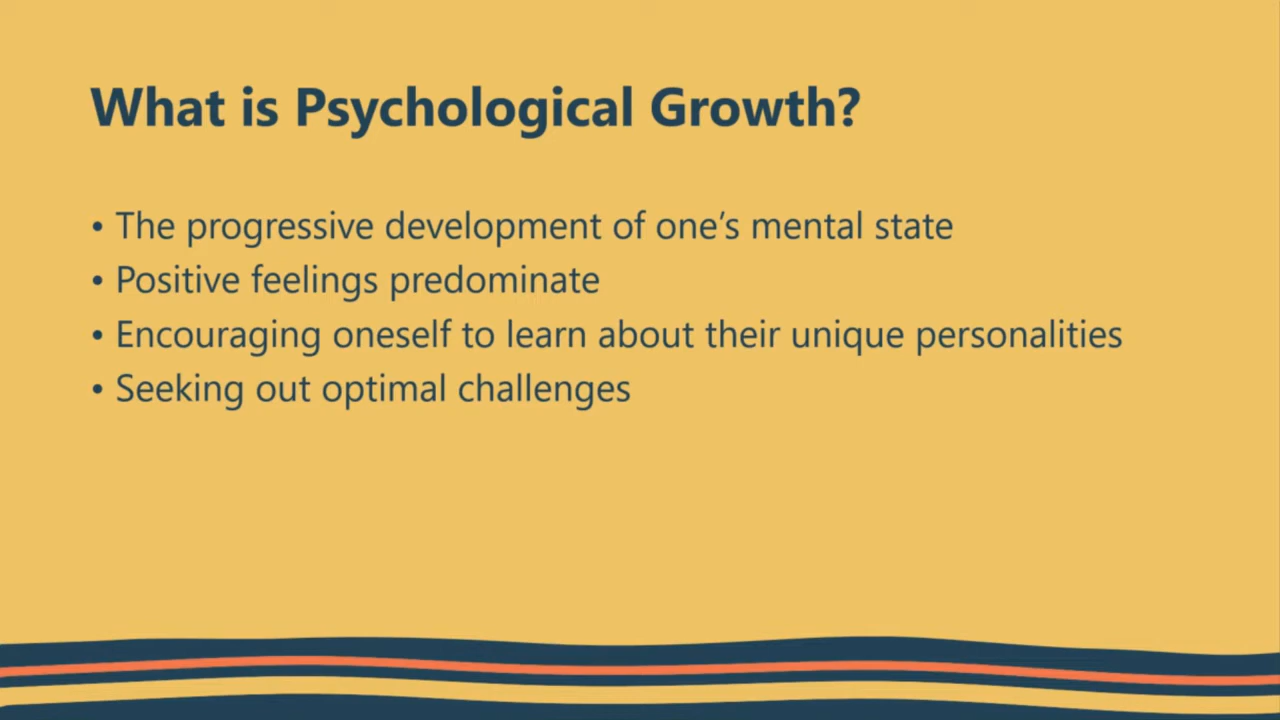 What is Psychological Growth?
• The progressive development of one’s mental state
• Positive feelings predominate
• Encouraging oneself to learn about their unique personalities
• Seeking out optimal challenges